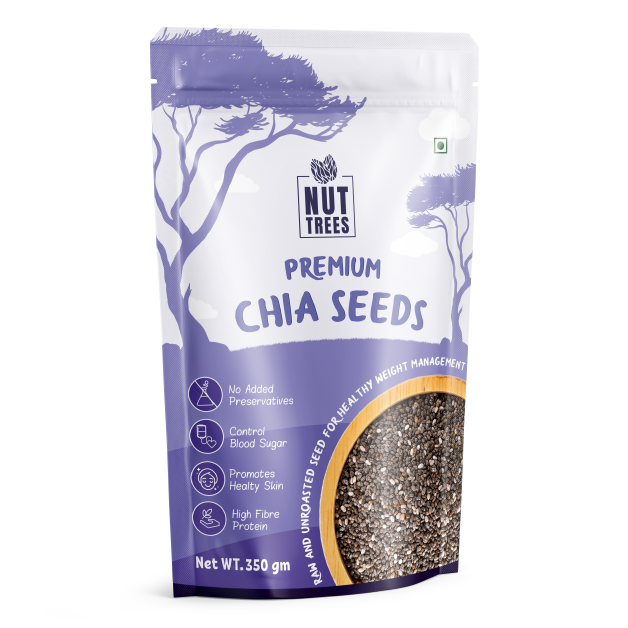 NUT
TREES
PREMIUM
CHIA SEEDS
RAW AND UNROASTED SEED FOR HEALTHY WEIGHT MANAGEMENT
No Added
Preservatives
Control
Blood Sugar
Promotes
Healty Skin
High Fibre
Protein
Net WT.350 gm